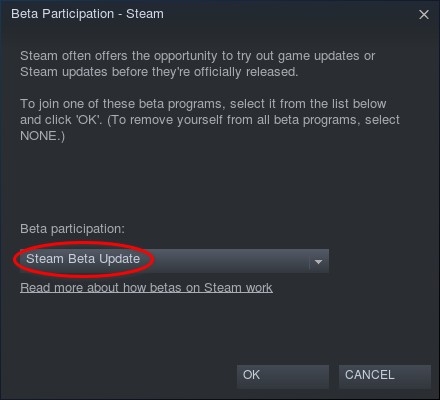 Beta Participation - Steam
Steam often offers the opportunity to try out game updates or
Steam updates before they're officially released.
To join one of these beta programs, select it from the list below
and click 'OK'. (To remove yourself from all beta programs, select
NONE.)
Beta participation:
Steam Beta Update
Read more about how betas on Steam work
OK
CANCEL